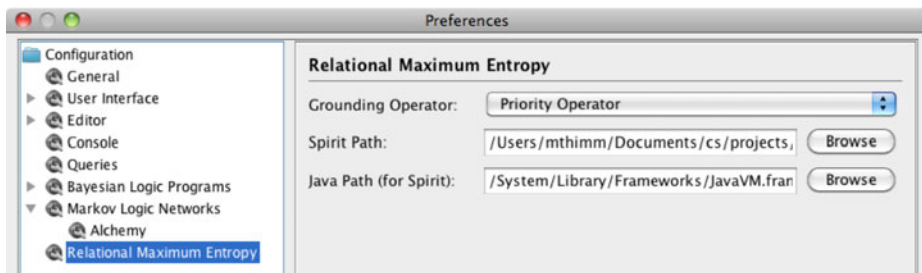 Preferences
Configuration
General
User Interface
Editor
Console
Queries
Bayesian Logic Programs
Markov Logic Networks
Alchemy
Relational Maximum Entropy
Relational Maximum Entropy
Grounding Operator: Priority Operator
Spirit Path: /Users/mthimm/Documents/cs/projects, Browse
Java Path (for Spirit): /System/Library/Frameworks/JavaVM.fran Browse